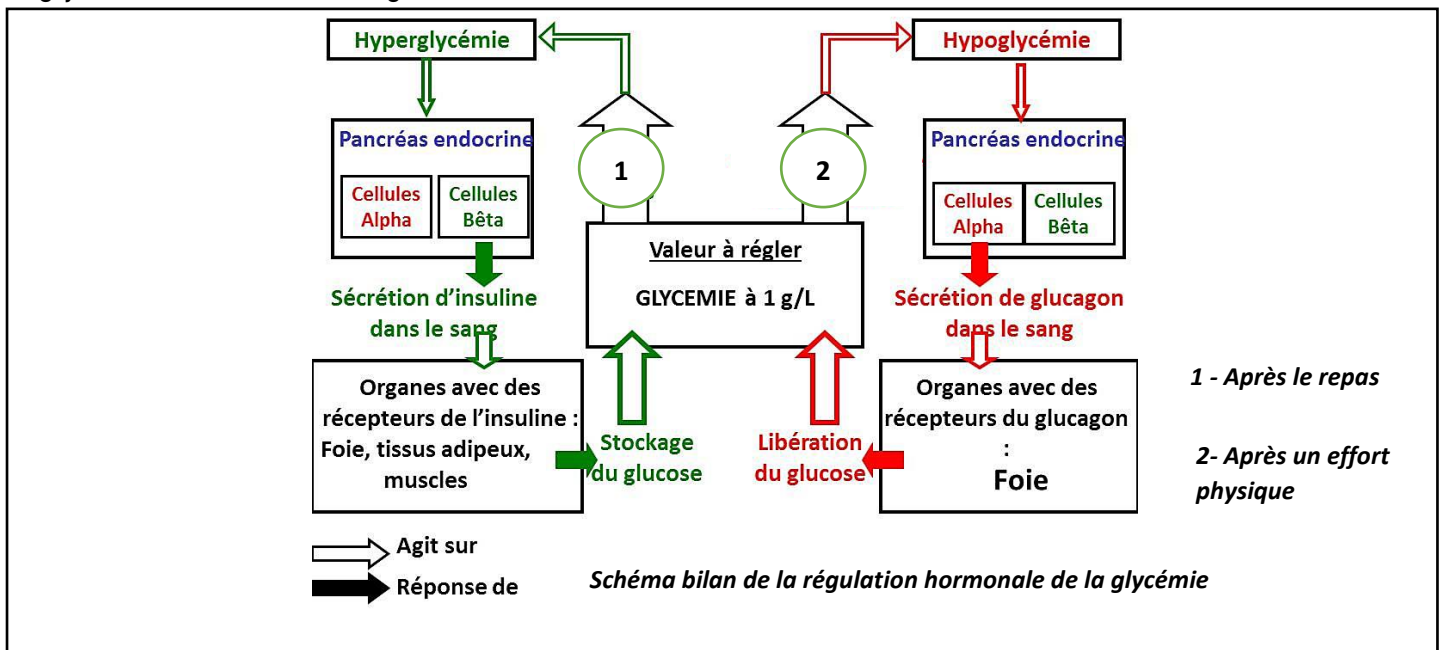 Hyperglycémie
Hypoglycémie
Pancréas endocrine
Cellules
Alpha
Cellules
Bêta
Sécrétion d'insuline
dans le sang
Organes avec des
récepteurs de l'insuline :
Foie, tissus adipeux,
muscles
Stockage
du glucose
1
2
Valeur à régler
GLYCEMIE à 1 g/L
Pancréas endocrine
Cellules
Alpha
Cellules
Bêta
Sécrétion de glucagon
dans le sang
Organes avec des
récepteurs du glucagon
:
Foie
Libération
du glucose
1 - Après le repas
2- Après un effort
physique
Agit sur
Réponse de
Schéma bilan de la régulation hormonale de la glycémie